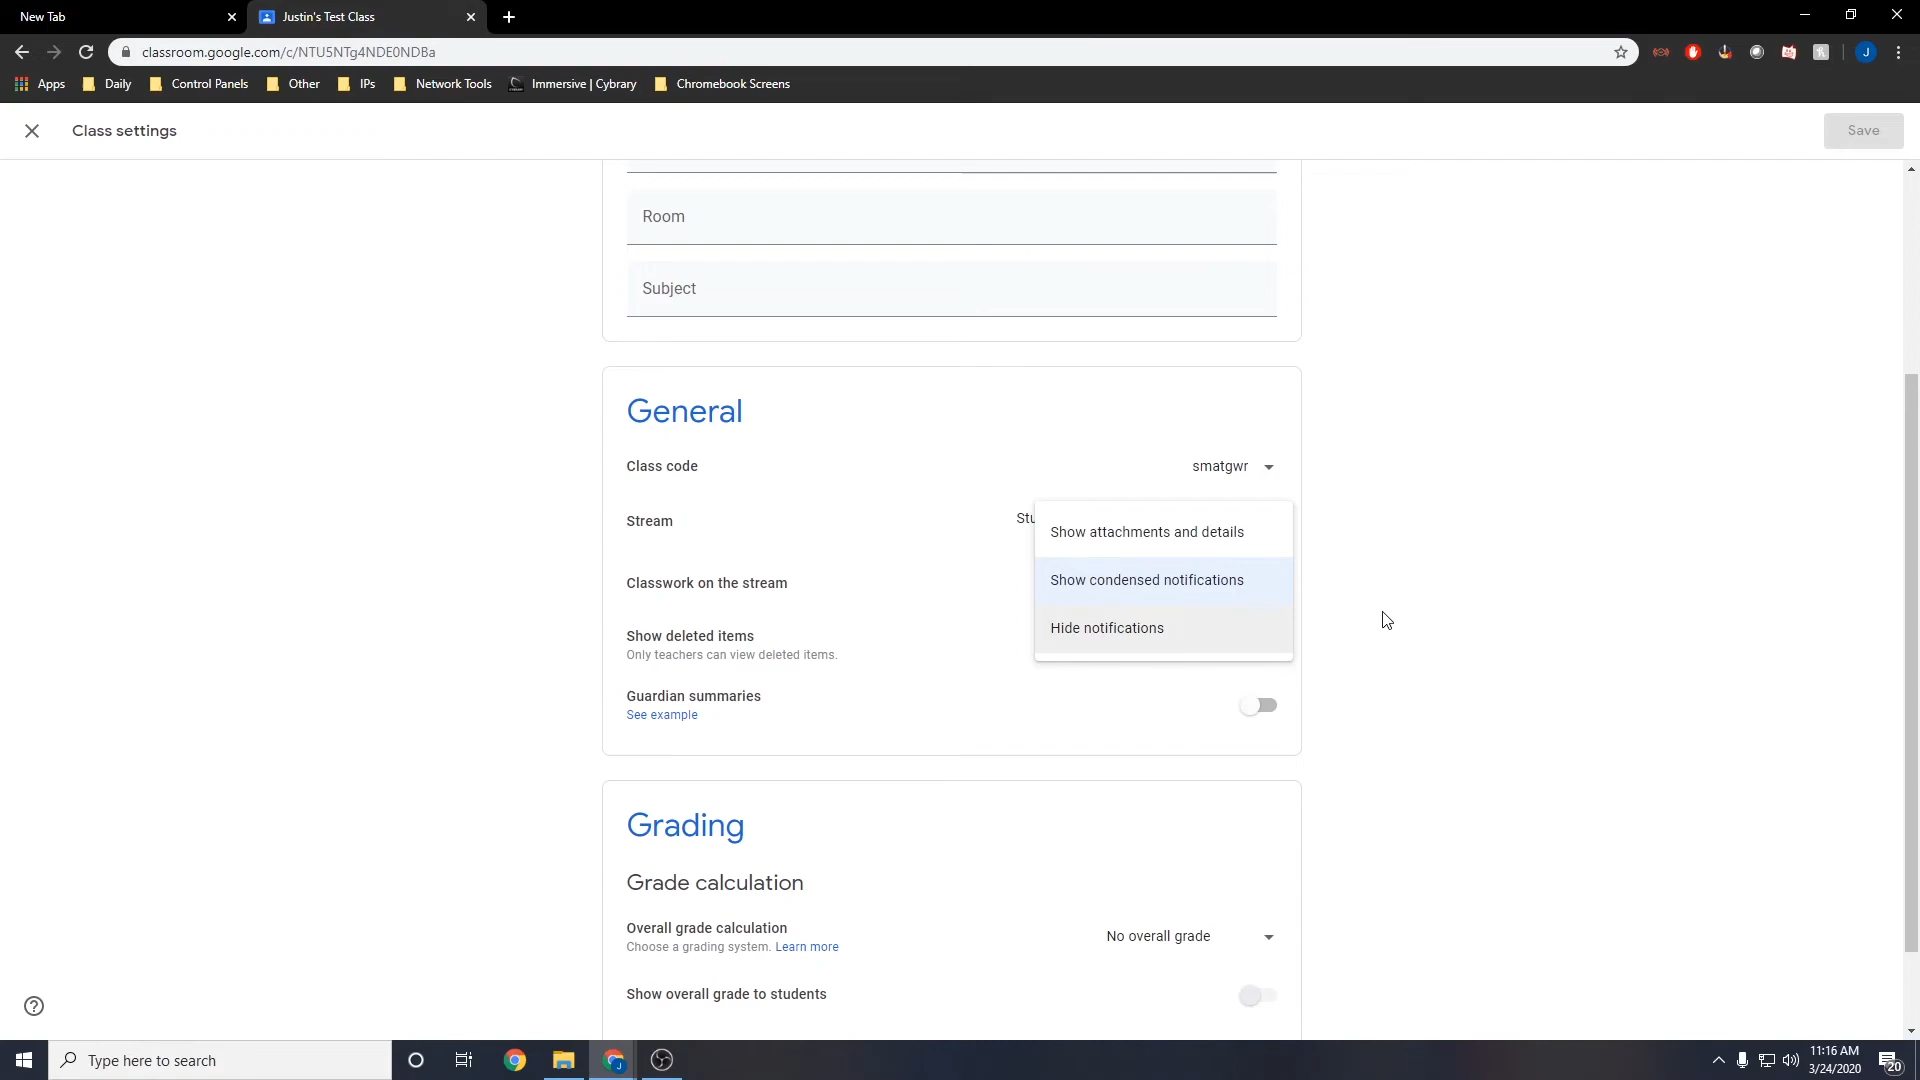 New Tab
Justin's Test Class
classroom.google.com/c/NTU5NTg4NDE0NDBa
J
Apps
Daily
Control Panels
Other
IPs
Network Tools
Immersive | Cybrary
Chromebook Screens
Class settings
Save
Room
Subject
General
Class code
smatgwr
Stream
Stu
Show attachments and details
Classwork on the stream
Show condensed notifications
Hide notifications
Show deleted items
Only teachers can view deleted items.
Guardian summaries
See example
Grading
Grade calculation
Overall grade calculation
Choose a grading system. Learn more
No overall grade
Show overall grade to students
Type here to search
11:16 AM
3/24/2020
20